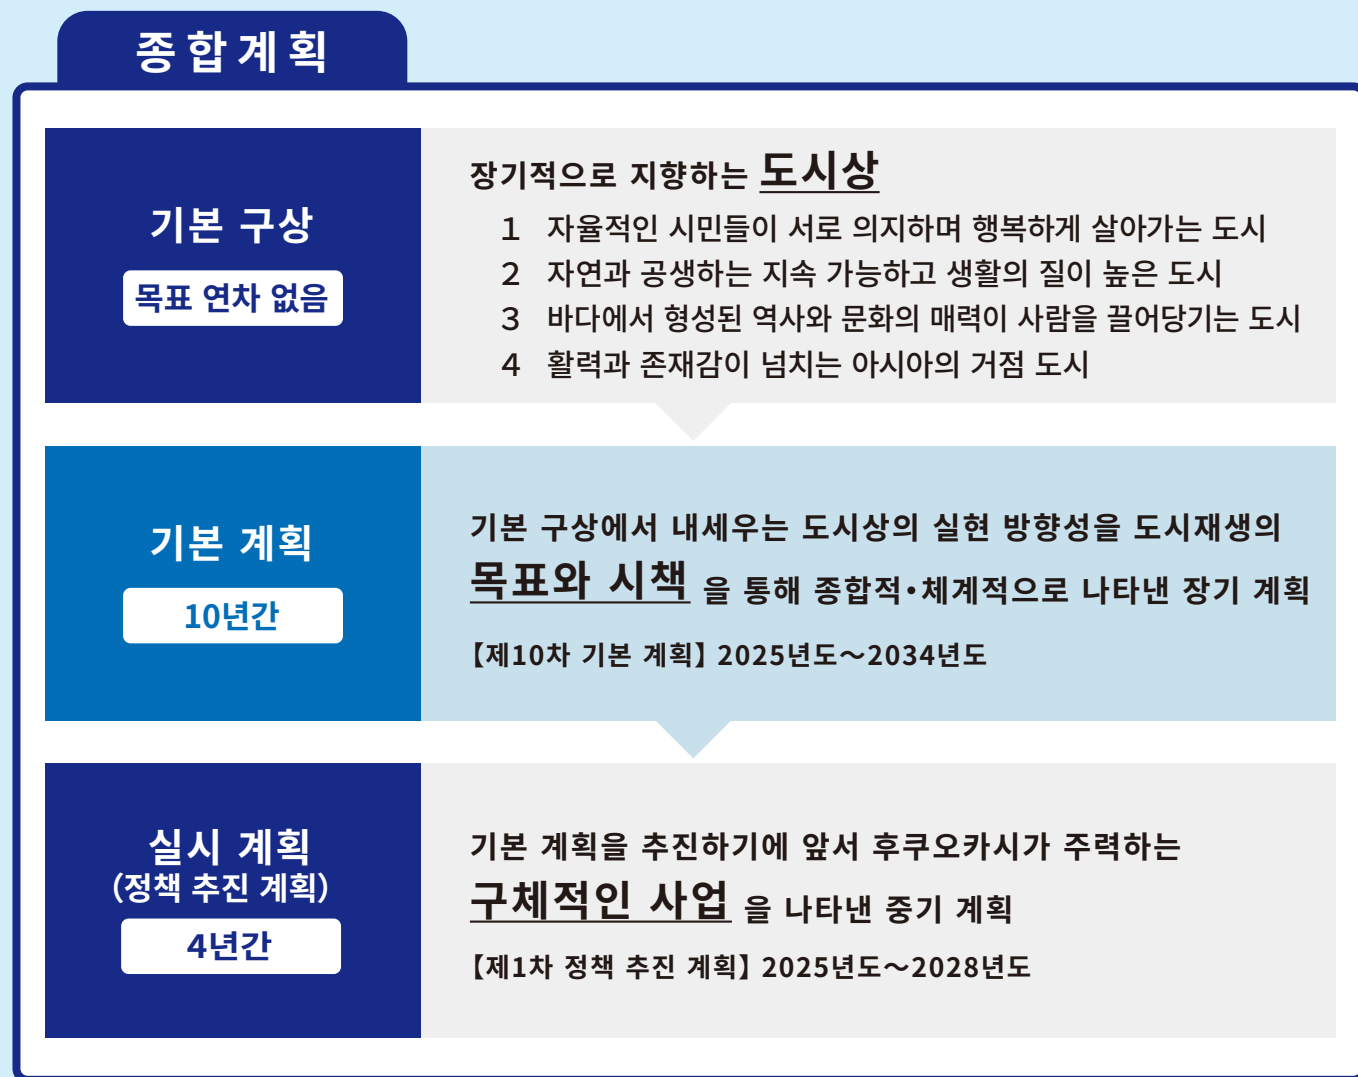 종합계획
기본 구상
목표 연차 없음
장기적으로 지향하는 도시상
1 자율적인 시민들이 서로 의지하며 행복하게 살아가는 도시
2 자연과 공생하는 지속 가능하고 생활의 질이 높은 도시
3 바다에서 형성된 역사와 문화의 매력이 사람을 끌어당기는 도시
4 활력과 존재감이 넘치는 아시아의 거점 도시
기본 계획
10년간
기본 구상에서 내세우는 도시상의 실현 방향성을 도시재생의
목표와 시책 을 통해 종합적•체계적으로 나타낸 장기 계획
【제10차 기본 계획】 2025년도～2034년도
실시 계획
(정책 추진 계획)
4년간
기본 계획을 추진하기에 앞서 후쿠오카시가 주력하는
구체적인 사업 을 나타낸 중기 계획
【제1차 정책 추진 계획】 2025년도～2028년도